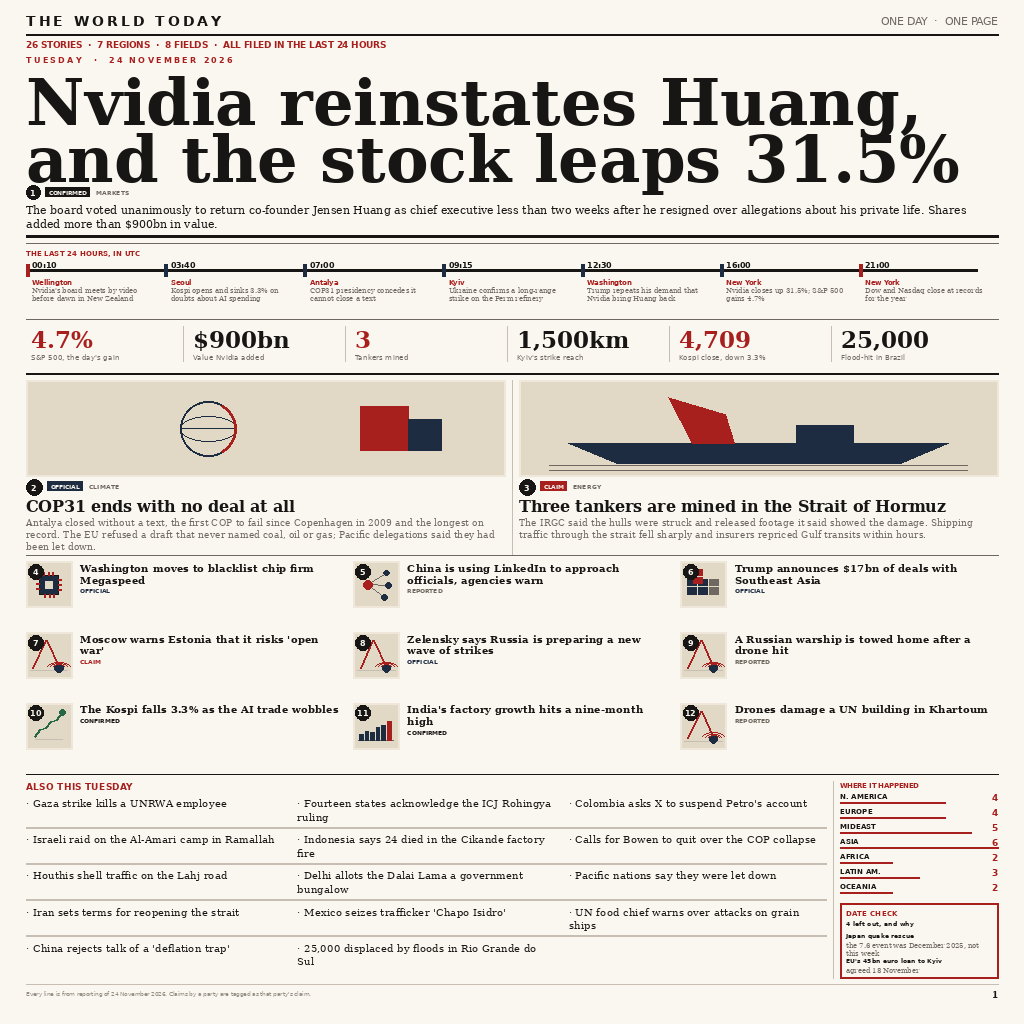 THE WORLD TODAY
ONE DAY · ONE PAGE
26 STORIES · 7 REGIONS · 8 FIELDS · ALL FILED IN THE LAST 24 HOURS
TUESDAY · 24 NOVEMBER 2026
Nvidia reinstates Huang,
and the stock leaps 31.5%
1 CONFIRMED MARKETS
The board voted unanimously to return co-founder Jensen Huang as chief executive less than two weeks after he resigned over allegations about his private life. Shares
added more than $900bn in value.
THE LAST 24 HOURS, IN UTC
00:10
Wellington
Nvidia's board meets by video
before dawn in New Zealand
03:40
Seoul
Kospi opens and sinks 3.3% on
doubts about AI spending
07:00
Antalya
COP31 presidency concedes it
cannot close a text
09:15
Kyiv
Ukraine confirms a long-range
strike on the Perm refinery
12:30
Washington
Trump repeats his demand that
Nvidia bring Huang back
16:00
New York
Nvidia closes up 31.5%; S&P 500
gains 4.7%
21:00
New York
Dow and Nasdaq close at records
for the year
4.7%
S&P 500, the day's gain
$900bn
Value Nvidia added
3
Tankers mined
1,500km
Kyiv's strike reach
4,709
Kospi close, down 3.3%
25,000
Flood-hit in Brazil
2 OFFICIAL CLIMATE
COP31 ends with no deal at all
Antalya closed without a text, the first COP to fail since Copenhagen in 2009 and the longest on
record. The EU refused a draft that never named coal, oil or gas; Pacific delegations said they had
been let down.
3 CLAIM ENERGY
Three tankers are mined in the Strait of Hormuz
The IRGC said the hulls were struck and released footage it said showed the damage. Shipping
traffic through the strait fell sharply and insurers repriced Gulf transits within hours.
4
Washington moves to blacklist chip firm
Megaspeed
OFFICIAL
5
China is using LinkedIn to approach
officials, agencies warn
REPORTED
6
Trump announces $17bn of deals with
Southeast Asia
OFFICIAL
7
Moscow warns Estonia that it risks 'open
war'
CLAIM
8
Zelensky says Russia is preparing a new
wave of strikes
OFFICIAL
9
A Russian warship is towed home after a
drone hit
REPORTED
10
The Kospi falls 3.3% as the AI trade wobbles
CONFIRMED
11
India's factory growth hits a nine-month
high
CONFIRMED
12
Drones damage a UN building in Khartoum
REPORTED
ALSO THIS TUESDAY
· Gaza strike kills a UNRWA employee
· Fourteen states acknowledge the ICJ Rohingya
ruling
· Colombia asks X to suspend Petro's account
· Israeli raid on the Al-Amari camp in Ramallah
· Indonesia says 24 died in the Cikande factory
fire
· Calls for Bowen to quit over the COP collapse
· Houthis shell traffic on the Lahj road
· Delhi allots the Dalai Lama a government
bungalow
· Pacific nations say they were let down
· Iran sets terms for reopening the strait
· Mexico seizes trafficker 'Chapo Isidro'
· UN food chief warns over attacks on grain
ships
· China rejects talk of a 'deflation trap'
· 25,000 displaced by floods in Rio Grande do
Sul
WHERE IT HAPPENED
N. AMERICA 4
EUROPE 4
MIDEAST 5
ASIA 6
AFRICA 2
LATIN AM. 3
OCEANIA 2
DATE CHECK
4 left out, and why
Japan quake rescue
the 7.6 event was December 2025, not
this week
EU's 45bn euro loan to Kyiv
agreed 18 November
Every line is from reporting of 24 November 2026. Claims by a party are tagged as that party's claim.
1